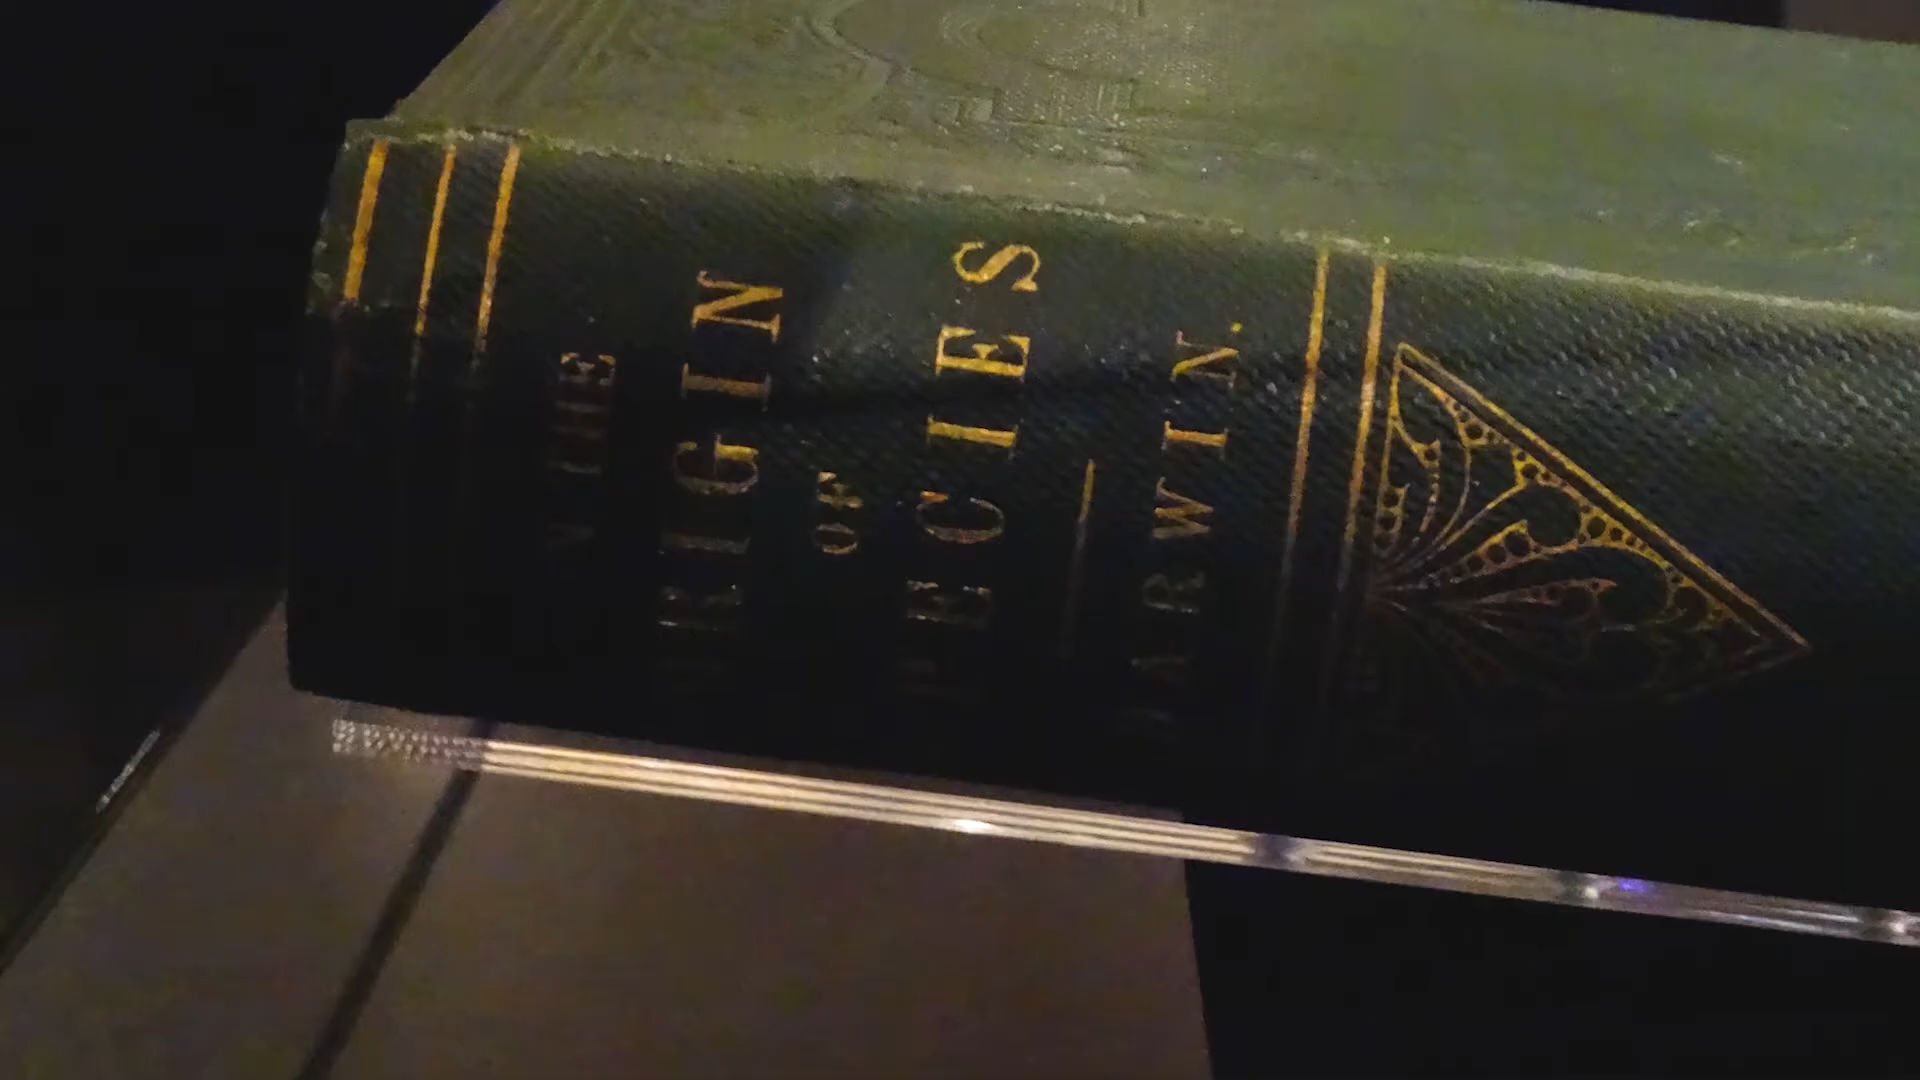 THE
ORIGIN
OF
SPECIES
DARWIN.